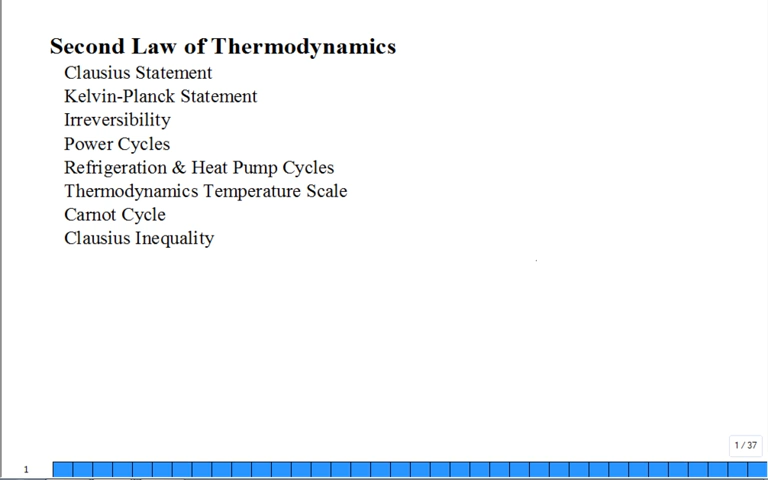 Second Law of Thermodynamics
Clausius Statement
Kelvin-Planck Statement
Irreversibility
Power Cycles
Refrigeration & Heat Pump Cycles
Thermodynamics Temperature Scale
Carnot Cycle
Clausius Inequality
1 / 37
1